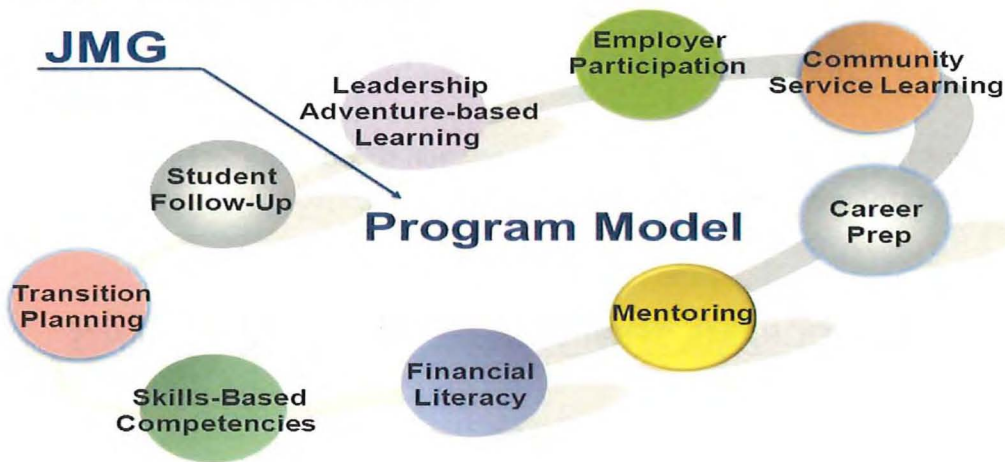 JMG
Employer
Participation
Community
Service Learning
Leadership
Adventure-based
Learning
Student
Follow-Up
Program Model
Career
Prep
Transition
Planning
Mentoring
Financial
Literacy
Skills-Based
Competencies